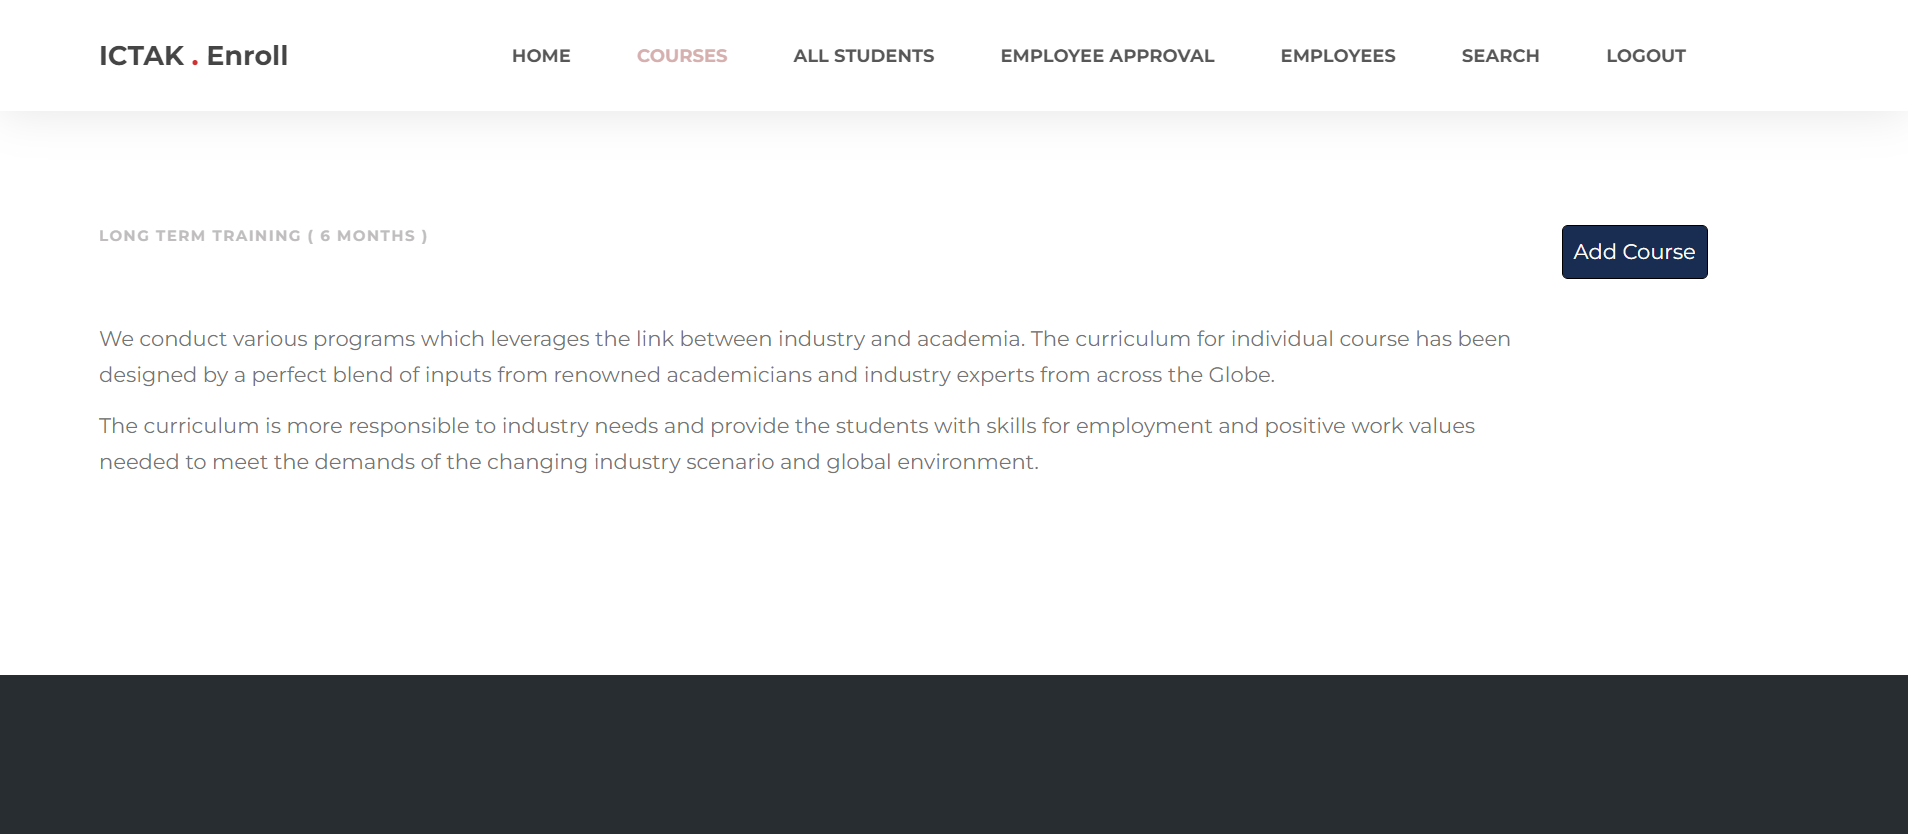 ICTAK . Enroll
HOME
COURSES
ALL STUDENTS
EMPLOYEE APPROVAL
EMPLOYEES
SEARCH
LOGOUT
LONG TERM TRAINING ( 6 MONTHS )
Add Course
We conduct various programs which leverages the link between industry and academia. The curriculum for individual course has been
designed by a perfect blend of inputs from renowned academicians and industry experts from across the Globe.
The curriculum is more responsible to industry needs and provide the students with skills for employment and positive work values
needed to meet the demands of the changing industry scenario and global environment.